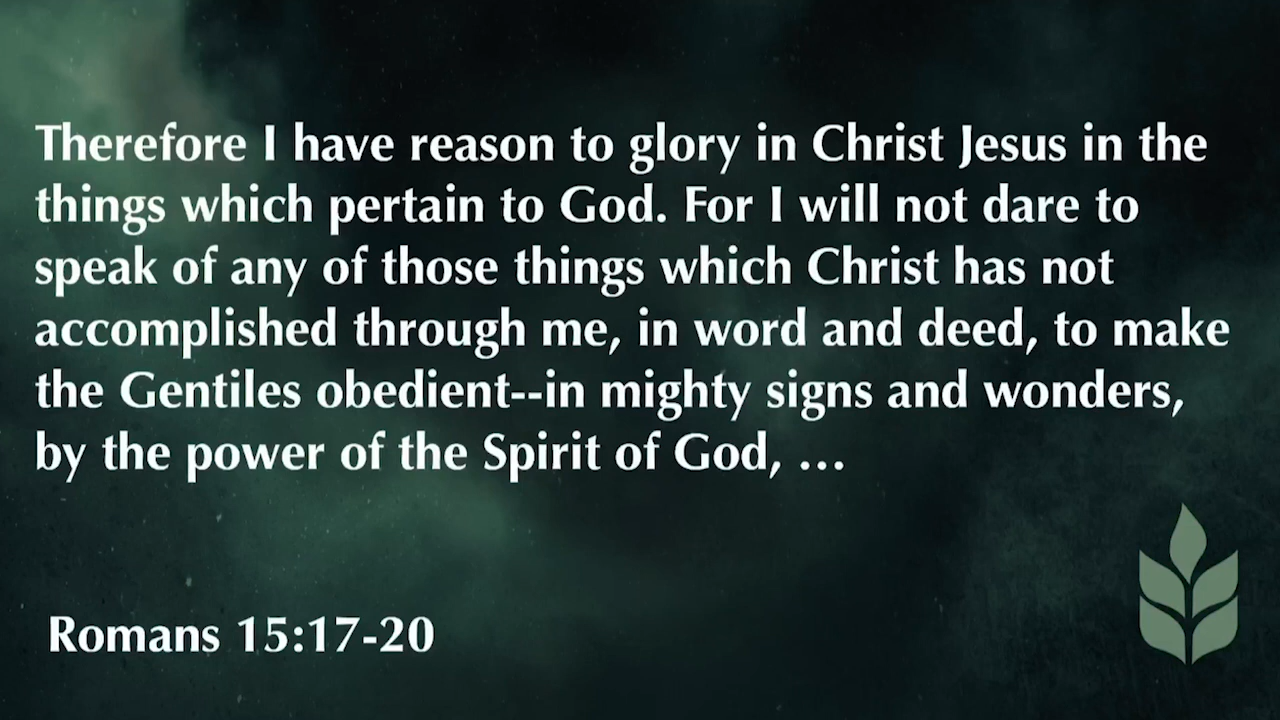 Therefore I have reason to glory in Christ Jesus in the
things which pertain to God. For I will not dare to
speak of any of those things which Christ has not
accomplished through me, in word and deed, to make
the Gentiles obedient--in mighty signs and wonders,
by the power of the Spirit of God, ...
Romans 15:17-20